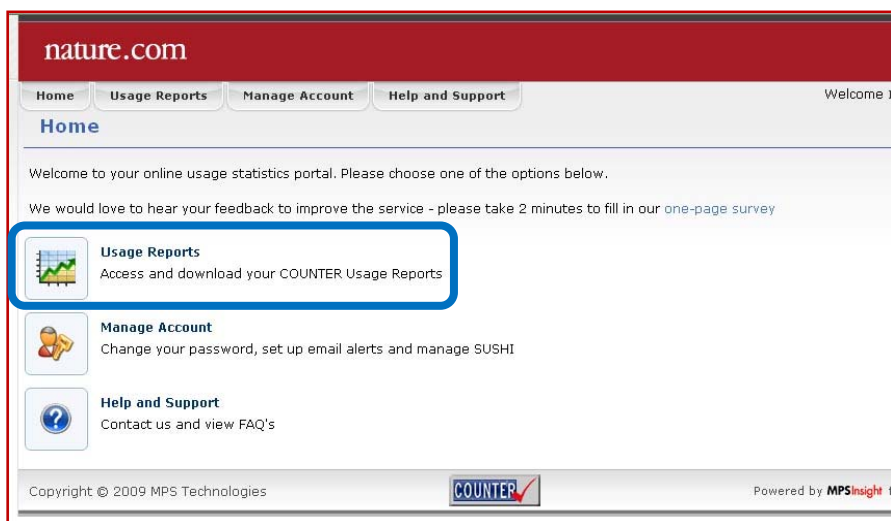 nature.com
Home Usage Reports Manage Account Help and Support Welcome
Home
Welcome to your online usage statistics portal. Please choose one of the options below.
We would love to hear your feedback to improve the service - please take 2 minutes to fill in our one-page survey
Usage Reports
Access and download your COUNTER Usage Reports
Manage Account
Change your password, set up email alerts and manage SUSHI
Help and Support
Contact us and view FAQ's
Copyright © 2009 MPS Technologies COUNTER Powered by MPSInsight